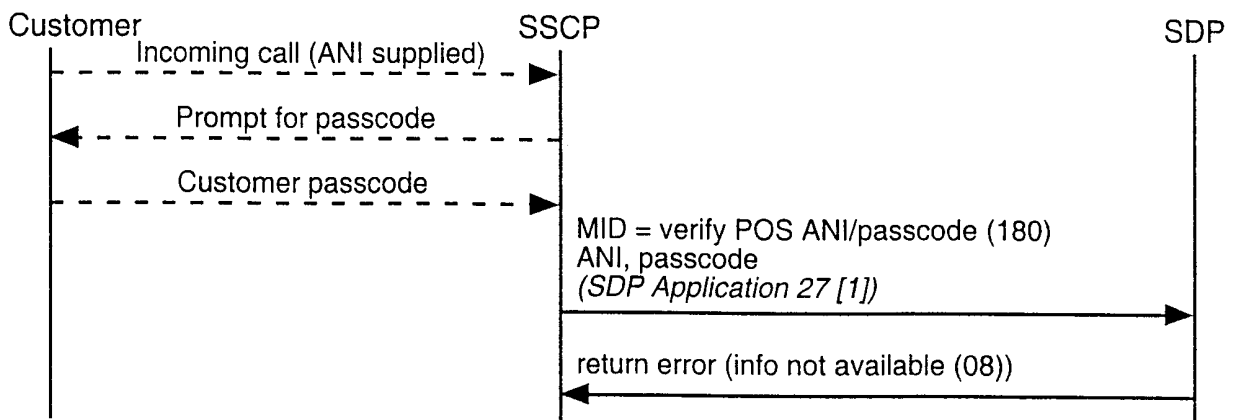 Customer
SSCP
SDP
Incoming call (ANI supplied)
Prompt for passcode
Customer passcode
MID = verify POS ANI/passcode (180)
ANI, passcode
(SDP Application 27 [1])
return error (info not available (08))